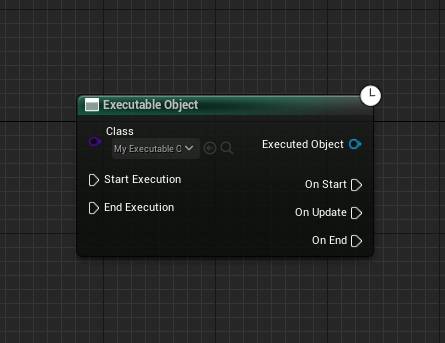 Executable Object
Class
My Executable O
Executed Object
Start Execution
On Start
End Execution
On Update
On End